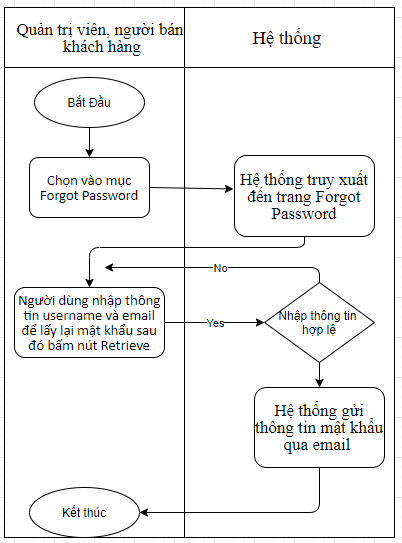 Quản trị viên, người bán
khách hàng
Hệ thống
Bắt Đầu
Chọn vào mục
Forgot Password
Hệ thống truy xuất
đến trang Forgot
Password
No
Người dùng nhập thông
tin username và email
để lấy lại mật khẩu sau
đó bấm nút Retrieve
Yes
Nhập thông tin
hợp lệ
Hệ thống gửi
thông tin mật khẩu
qua email
Kết thúc